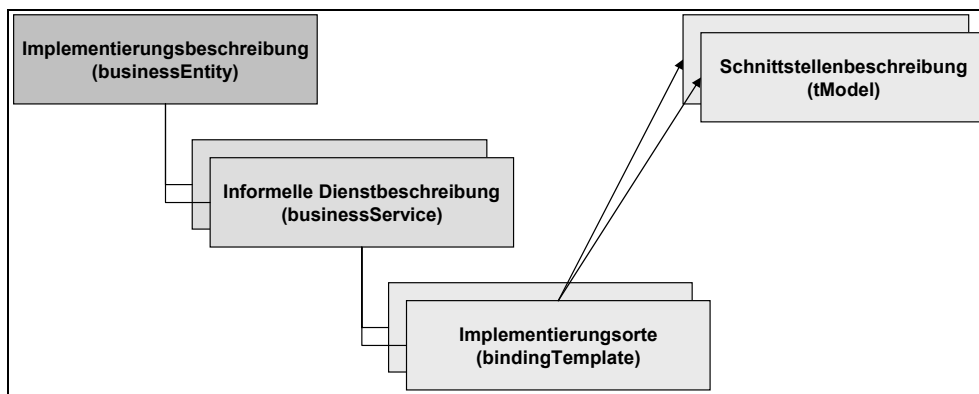 Implementierungsbeschreibung
(businessEntity)
Schnittstellenbeschreibung
(tModel)
Informelle Dienstbeschreibung
(businessService)
Implementierungsorte
(bindingTemplate)